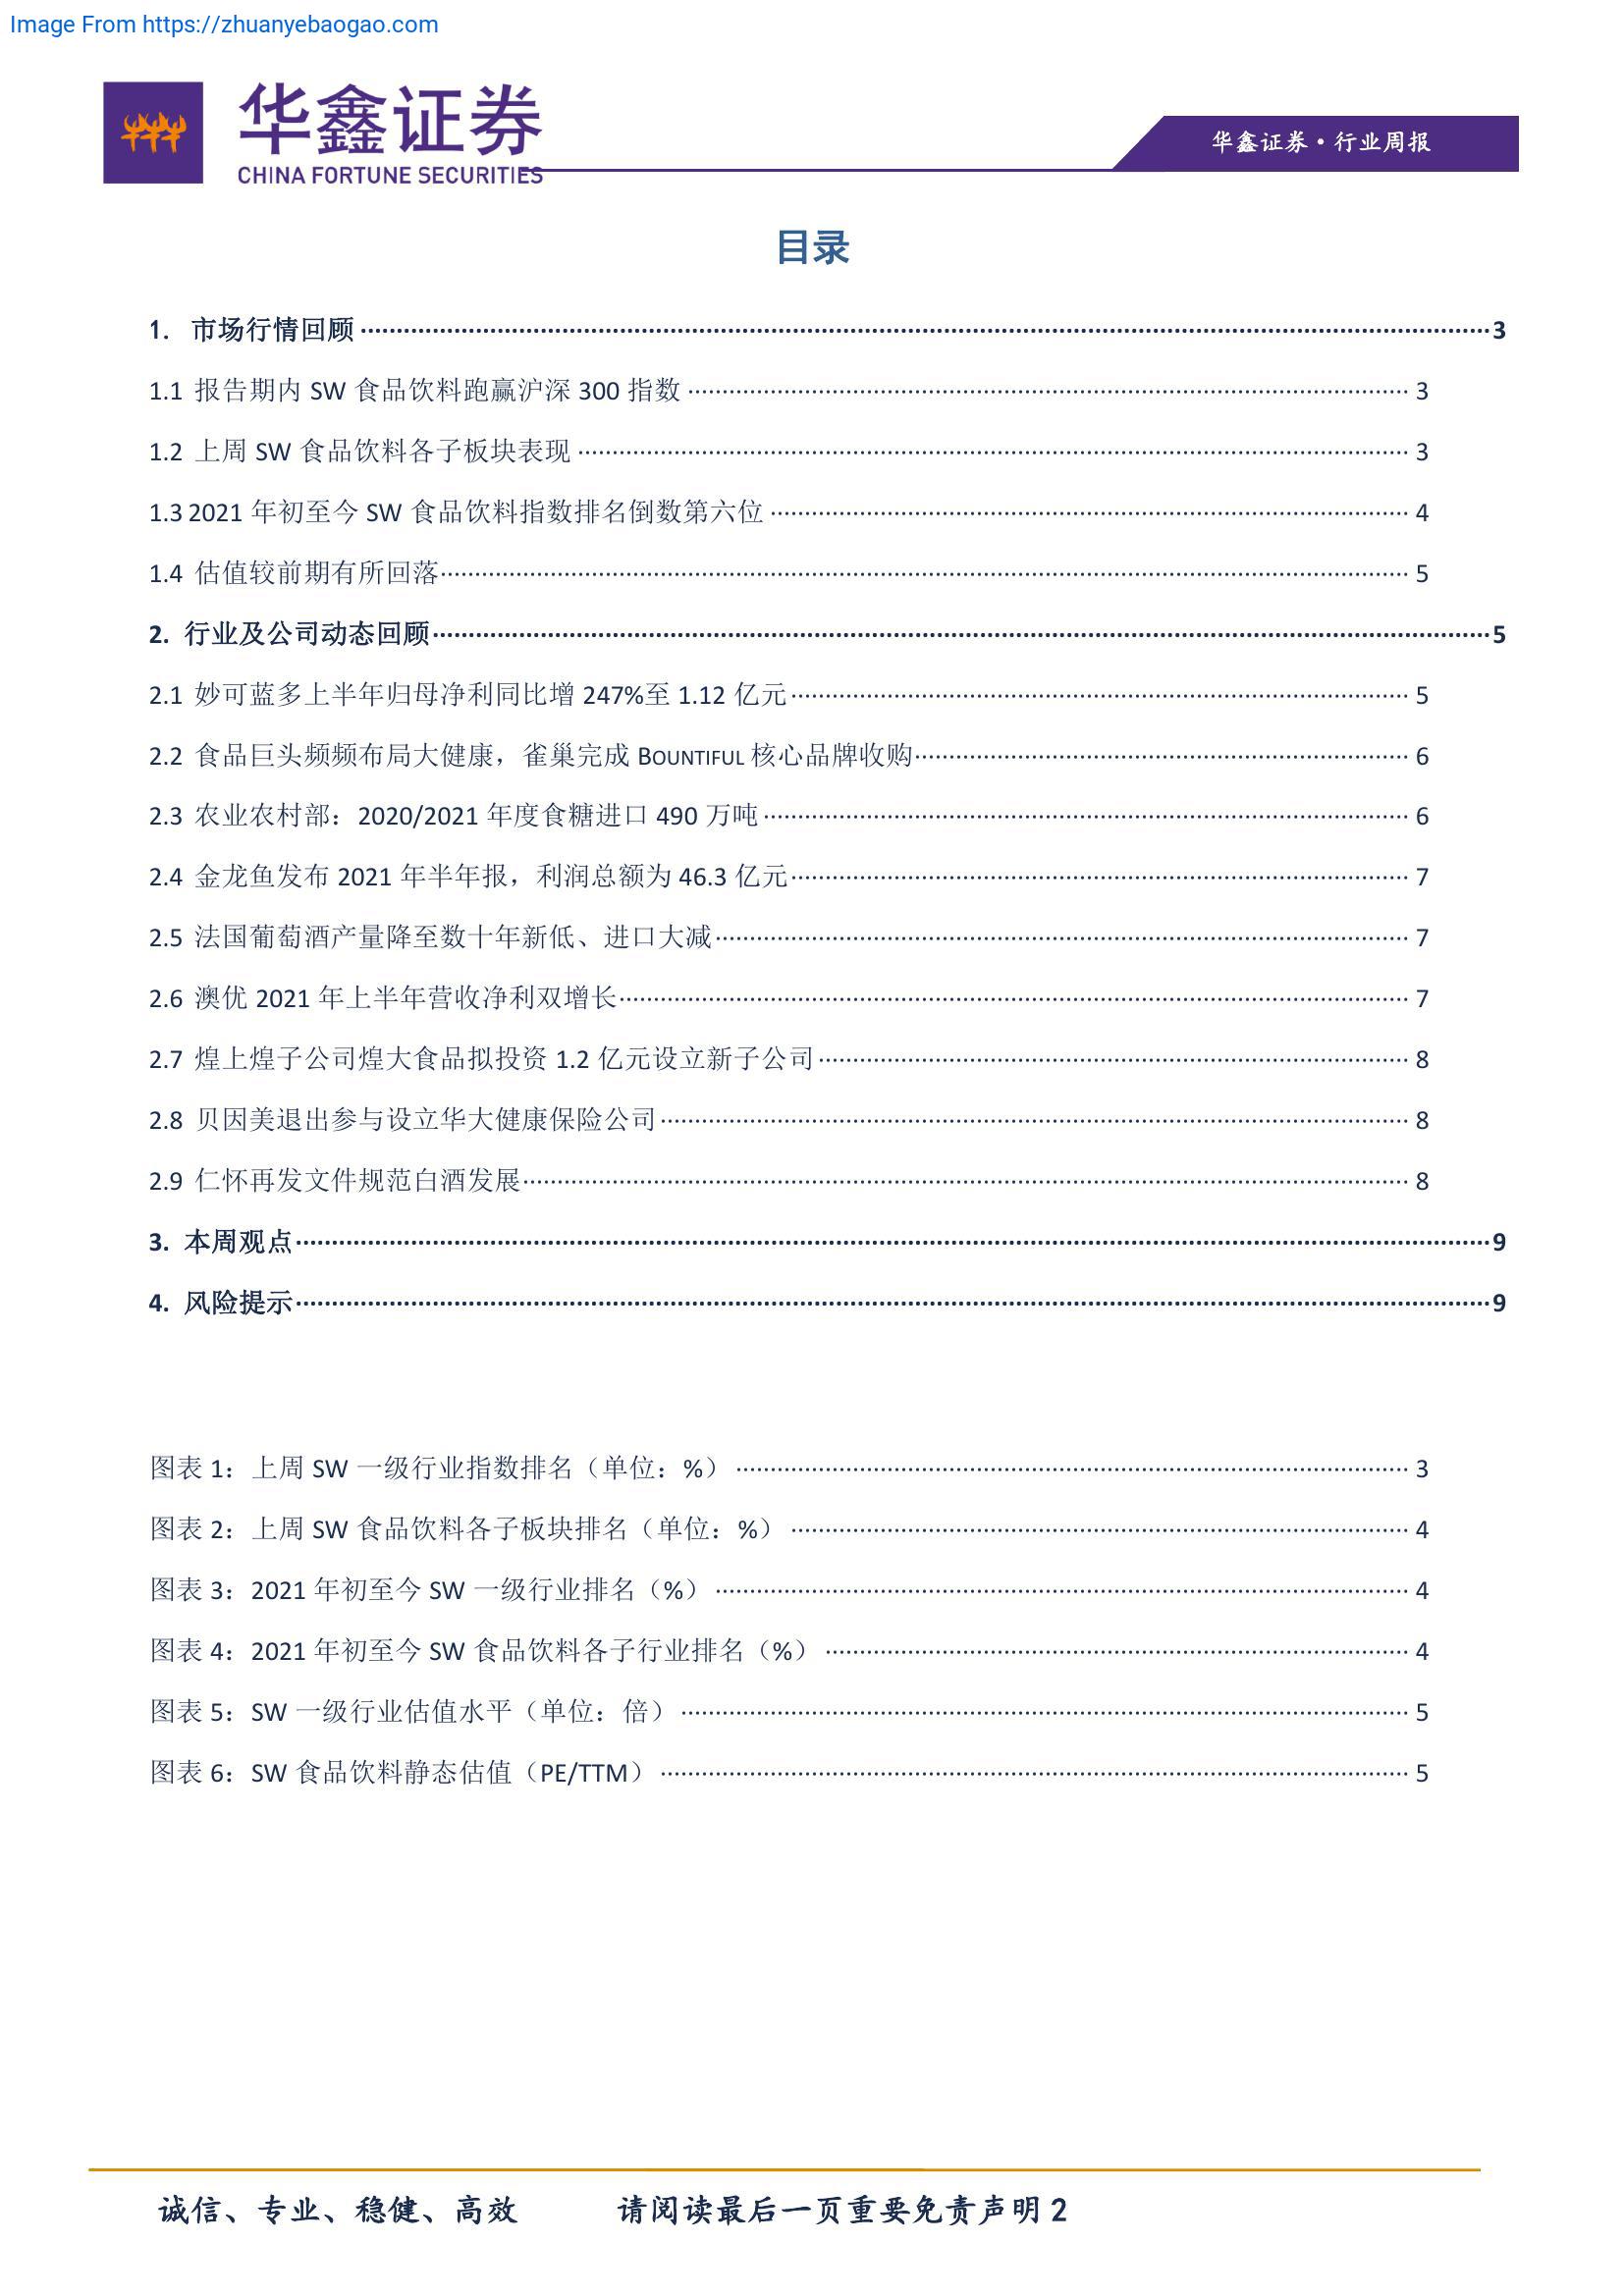 Image From https://zhuanyebaogao.com
华鑫证券
CHINA FORTUNE SECURITIES
华鑫证券·行业周报
目录
1. 市场行情回顾 3
1.1 报告期内 SW 食品饮料跑赢沪深 300 指数 3
1.2 上周 SW 食品饮料各子板块表现 3
1.3 2021 年初至今 SW 食品饮料指数排名倒数第六位 4
1.4 估值较前期有所回落 5
2. 行业及公司动态回顾 5
2.1 妙可蓝多上半年归母净利同比增 247%至 1.12 亿元 5
2.2 食品巨头频频布局大健康，雀巢完成 BOUNTIFUL 核心品牌收购 6
2.3 农业农村部：2020/2021 年度食糖进口 490 万吨 6
2.4 金龙鱼发布 2021 年半年报，利润总额为 46.3 亿元 7
2.5 法国葡萄酒产量降至数十年新低、进口大减 7
2.6 澳优 2021 年上半年营收净利双增长 7
2.7 煌上煌子公司煌大食品拟投资 1.2 亿元设立新子公司 8
2.8 贝因美退出参与设立华大健康保险公司 8
2.9 仁怀再发文件规范白酒发展 8
3. 本周观点 9
4. 风险提示 9
图表 1：上周 SW 一级行业指数排名（单位：%） 3
图表 2：上周 SW 食品饮料各子板块排名（单位：%） 4
图表 3：2021 年初至今 SW 一级行业排名（%） 4
图表 4：2021 年初至今 SW 食品饮料各子行业排名（%） 4
图表 5：SW 一级行业估值水平（单位：倍） 5
图表 6：SW 食品饮料静态估值（PE/TTM） 5
诚信、专业、稳健、高效 请阅读最后一页重要免责声明 2